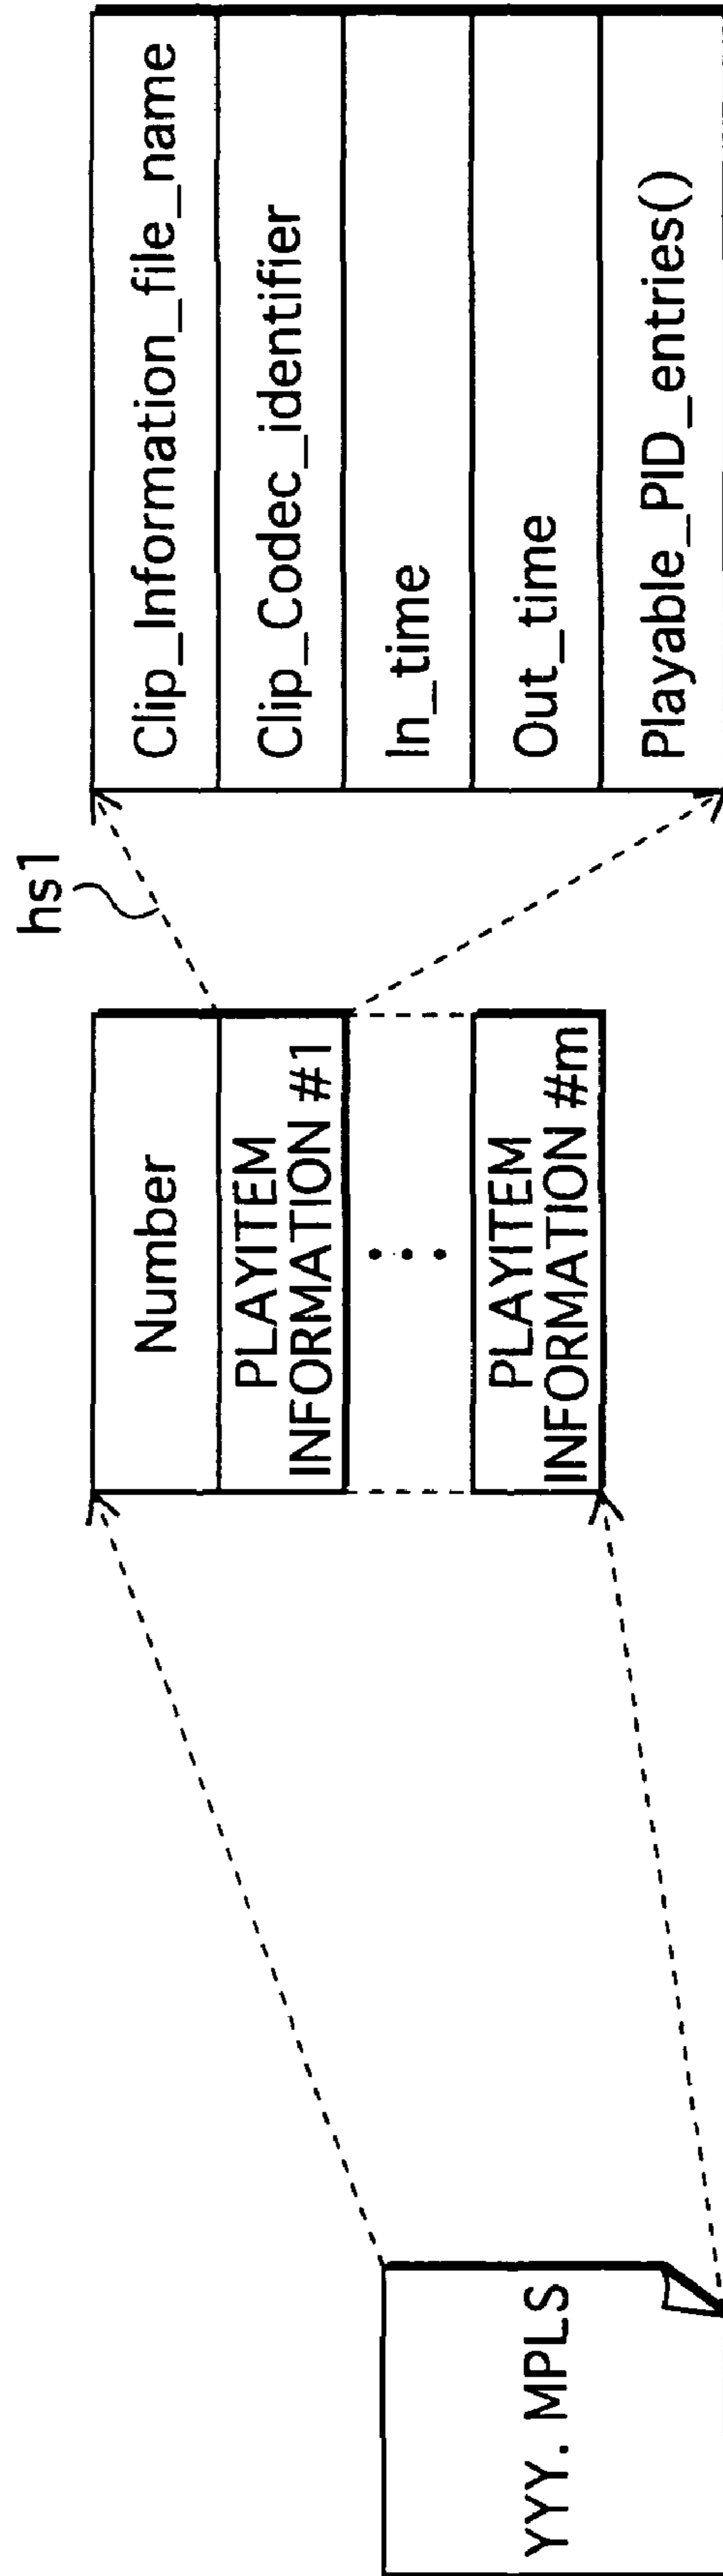 YYY. MPLS
Number
PLAYITEM
INFORMATION #1
PLAYITEM
INFORMATION #m
hs1
Clip_Information_file_name
Clip_Codec_identifier
In_time
Out_time
Playable_PID_entries()